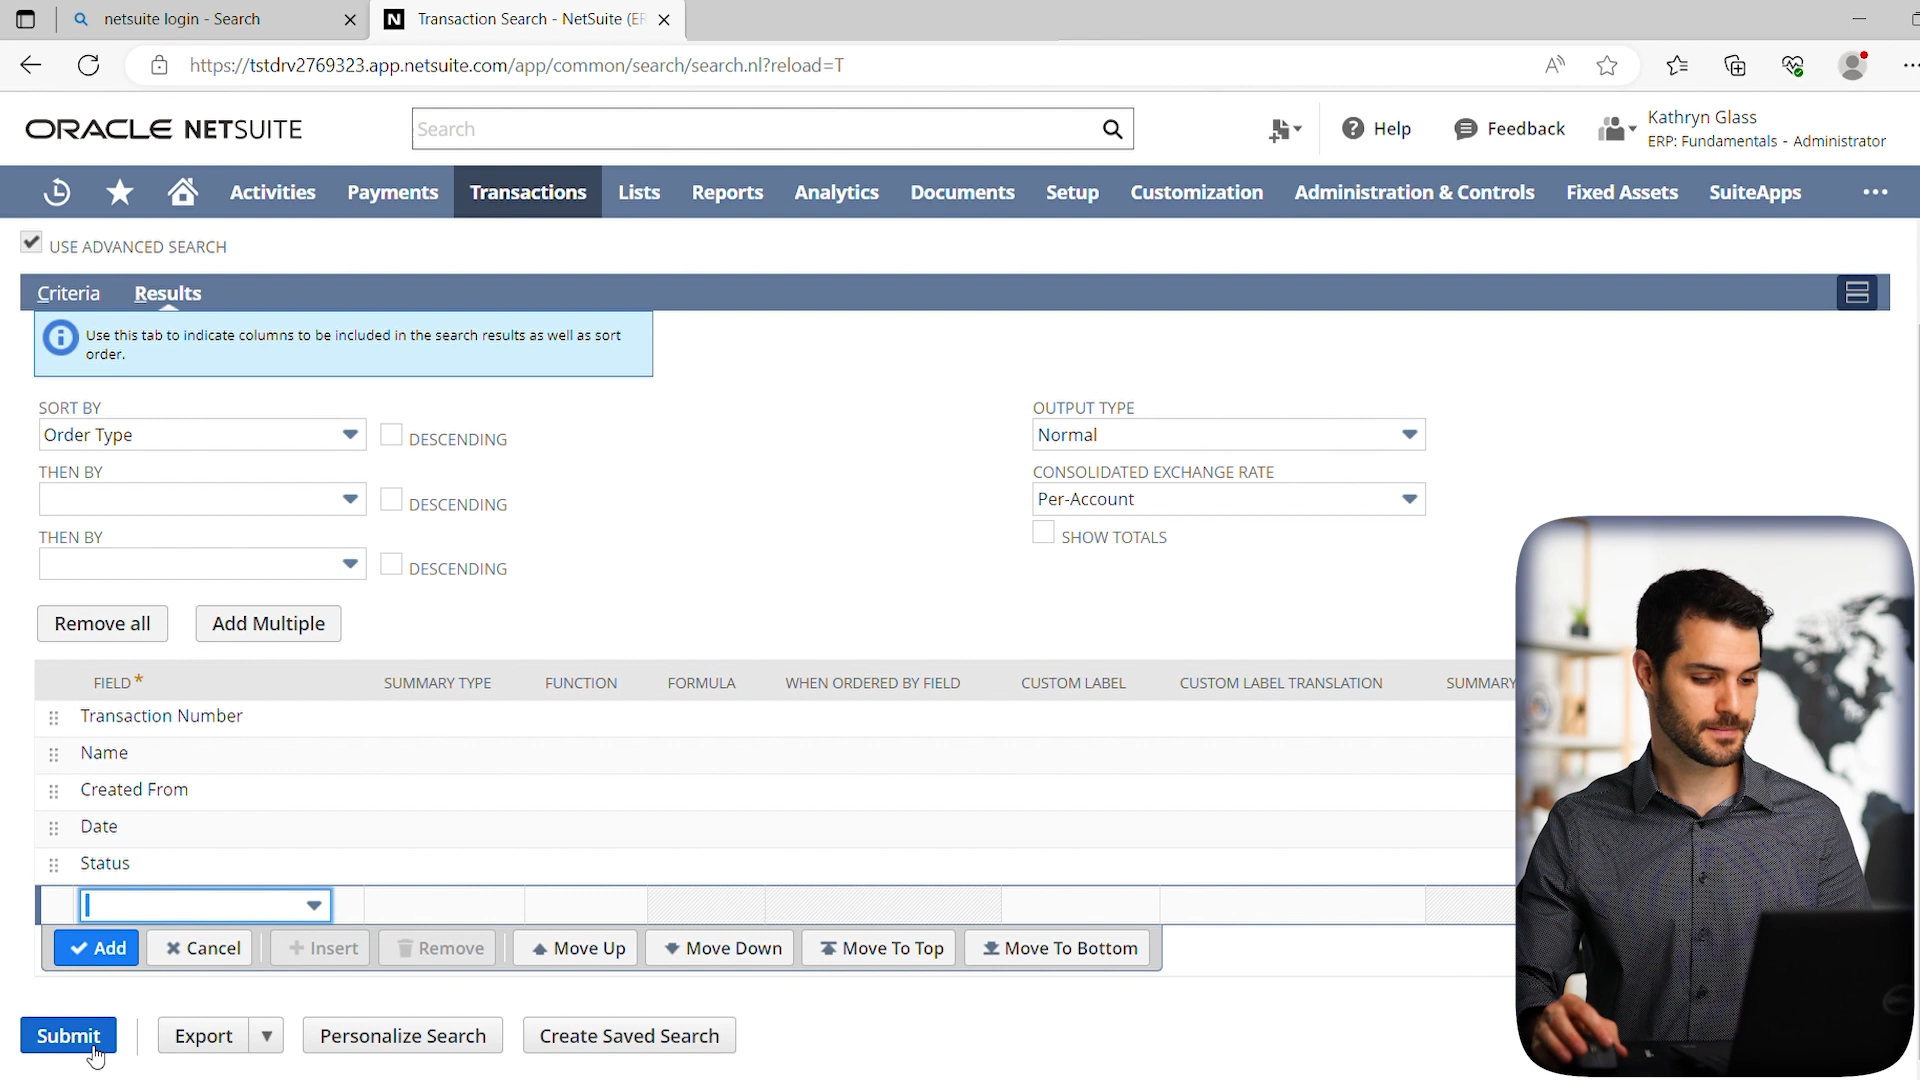 netsuite login - Search
Transaction Search - NetSuite (ER
https://tstdrv2769323.app.netsuite.com/app/common/search/search.nl?reload=T
ORACLE NETSUITE
Search
Help
Feedback
Kathryn Glass
ERP: Fundamentals - Administrator
Activities Payments Transactions Lists Reports Analytics Documents Setup Customization Administration & Controls Fixed Assets SuiteApps
USE ADVANCED SEARCH
Criteria Results
Use this tab to indicate columns to be included in the search results as well as sort
order.
SORT BY
Order Type
DESCENDING
THEN BY
DESCENDING
THEN BY
DESCENDING
OUTPUT TYPE
Normal
CONSOLIDATED EXCHANGE RATE
Per-Account
SHOW TOTALS
Remove all Add Multiple
FIELD* SUMMARY TYPE FUNCTION FORMULA WHEN ORDERED BY FIELD CUSTOM LABEL CUSTOM LABEL TRANSLATION SUMMARY
Transaction Number
Name
Created From
Date
Status
Add Cancel Insert Remove Move Up Move Down Move To Top Move To Bottom
Submit Export Personalize Search Create Saved Search